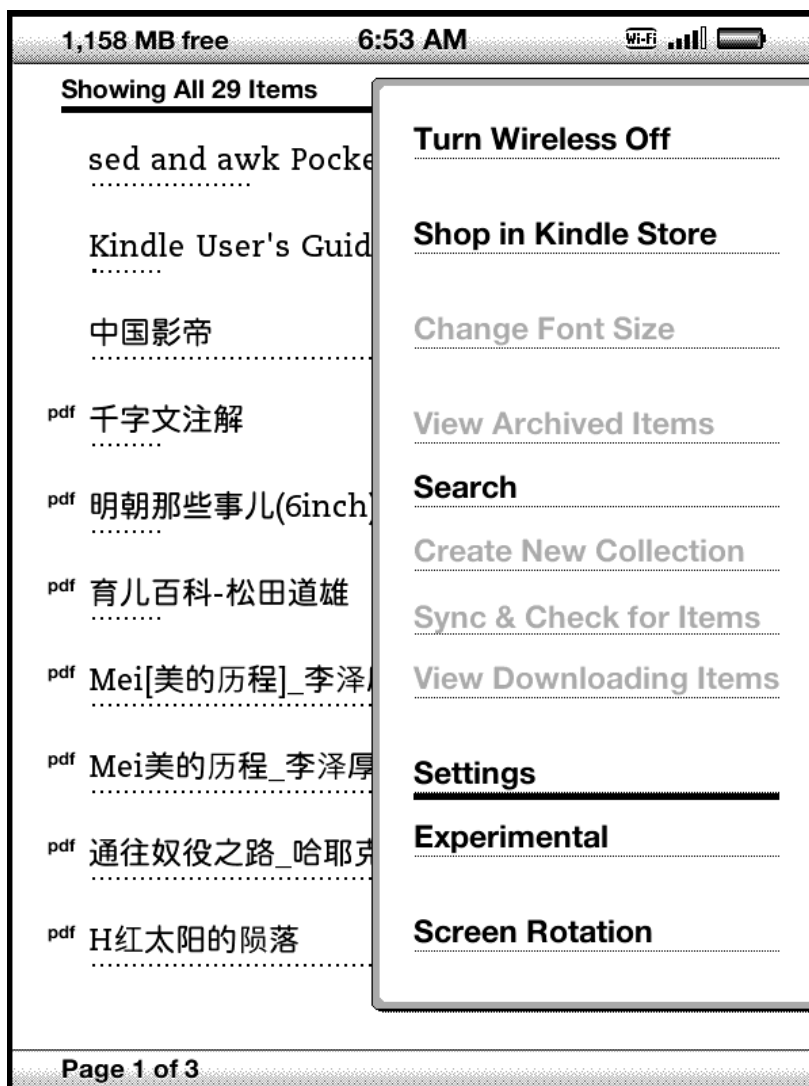 1,158 MB free 6:53 AM Wi-Fi
Showing All 29 Items
sed and awk
Kindle User's
中国影帝
pdf 千字文注解
pdf 明朝那些事儿(6inch)
pdf 育儿百科-松田道雄
pdf Mei[美的历程]_李泽
pdf Mei美的历程_李泽厚
pdf 通往奴役之路_哈耶克
pdf H红太阳的陨落
Turn Wireless Off
Shop in Kindle Store
Change Font Size
View Archived Items
Search
Create New Collection
Sync & Check for Items
View Downloading Items
Settings
Experimental
Screen Rotation
Page 1 of 3